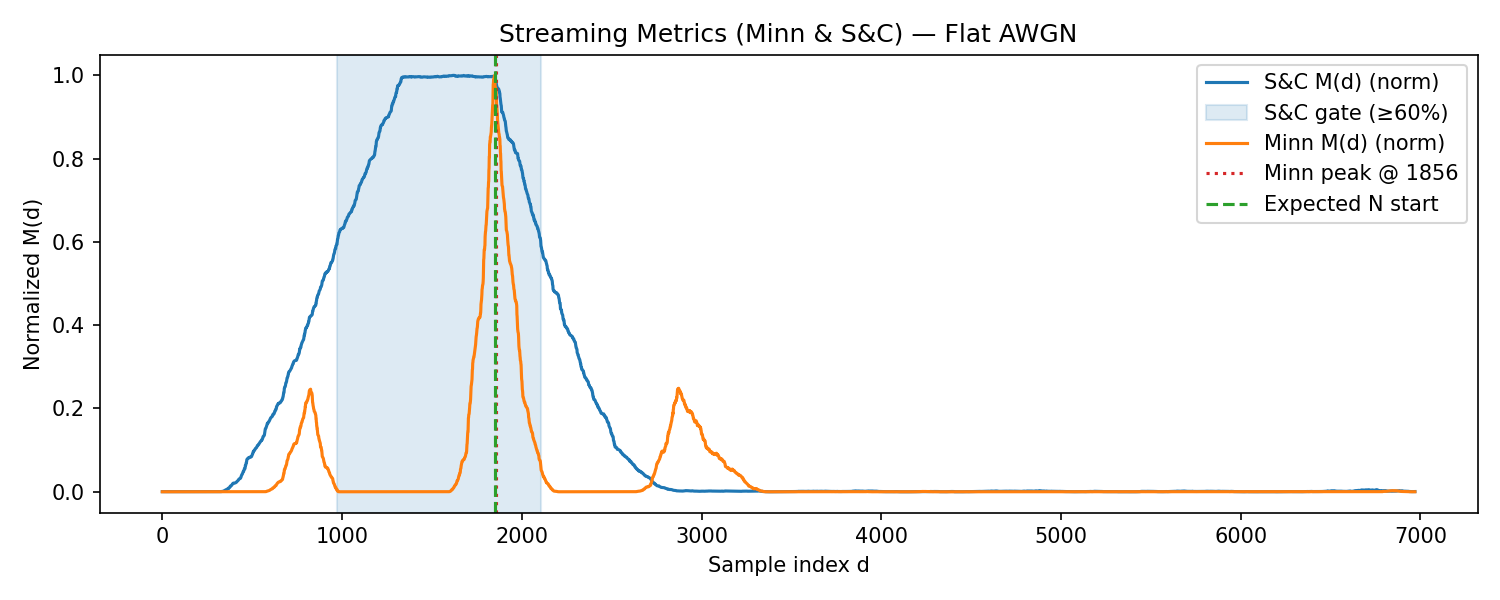 Streaming Metrics (Minn & S&C) — Flat AWGN
1.0
0.8
0.6
0.4
0.2
0.0
Normalized M(d)
S&C M(d) (norm)
S&C gate (≥60%)
Minn M(d) (norm)
Minn peak @ 1856
Expected N start
0 1000 2000 3000 4000 5000 6000 7000
Sample index d